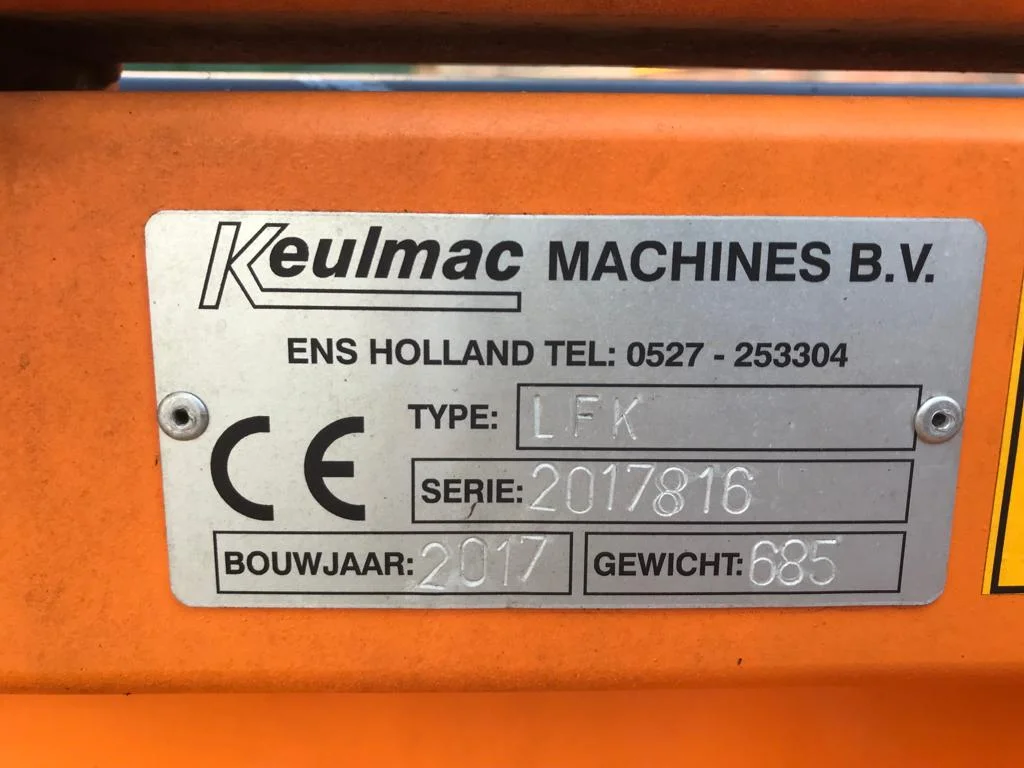 Keulmac MACHINES B.V.
ENS HOLLAND TEL: 0527 - 253304
CE
TYPE: LFK
SERIE: 2017816
BOUWJAAR: 2017 GEWICHT: 685